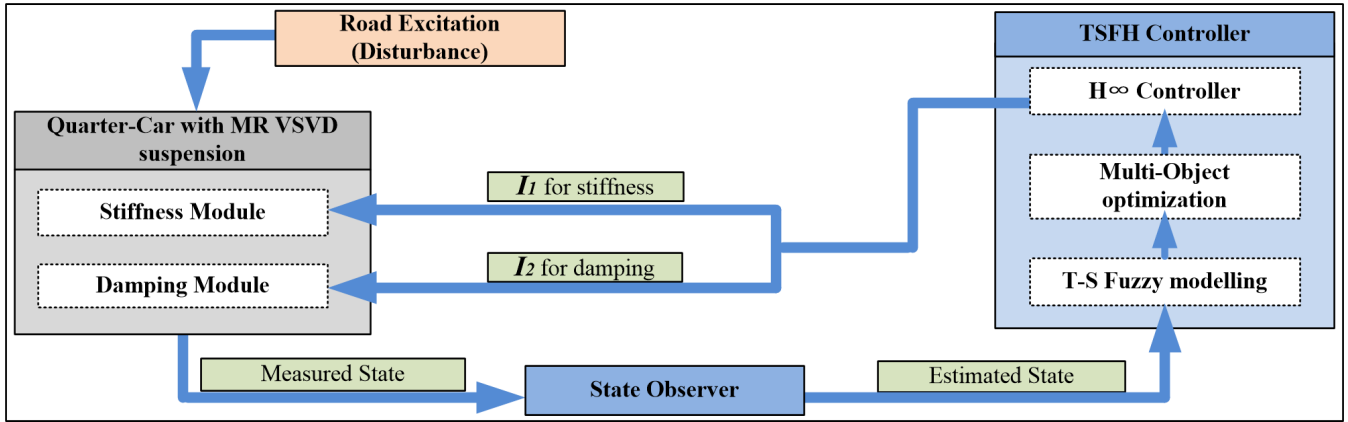 Road Excitation
(Disturbance)
TSFH Controller
H∞ Controller
Multi-Object
optimization
T-S Fuzzy modelling
Quarter-Car with MR VSVD
suspension
Stiffness Module
Damping Module
I1 for stiffness
I2 for damping
Measured State
State Observer
Estimated State